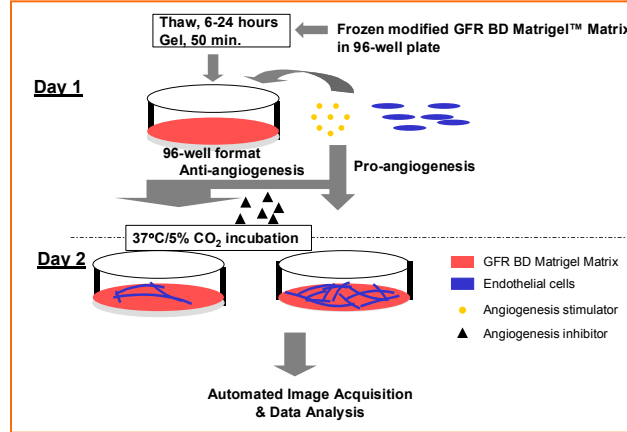 Thaw, 6-24 hours
Gel, 50 min.
Frozen modified GFR BD Matrigel™ Matrix
in 96-well plate
Day 1
96-well format
Anti-angiogenesis
Pro-angiogenesis
37°C/5% CO₂ incubation
Day 2
GFR BD Matrigel Matrix
Endothelial cells
Angiogenesis stimulator
Angiogenesis inhibitor
Automated Image Acquisition
& Data Analysis